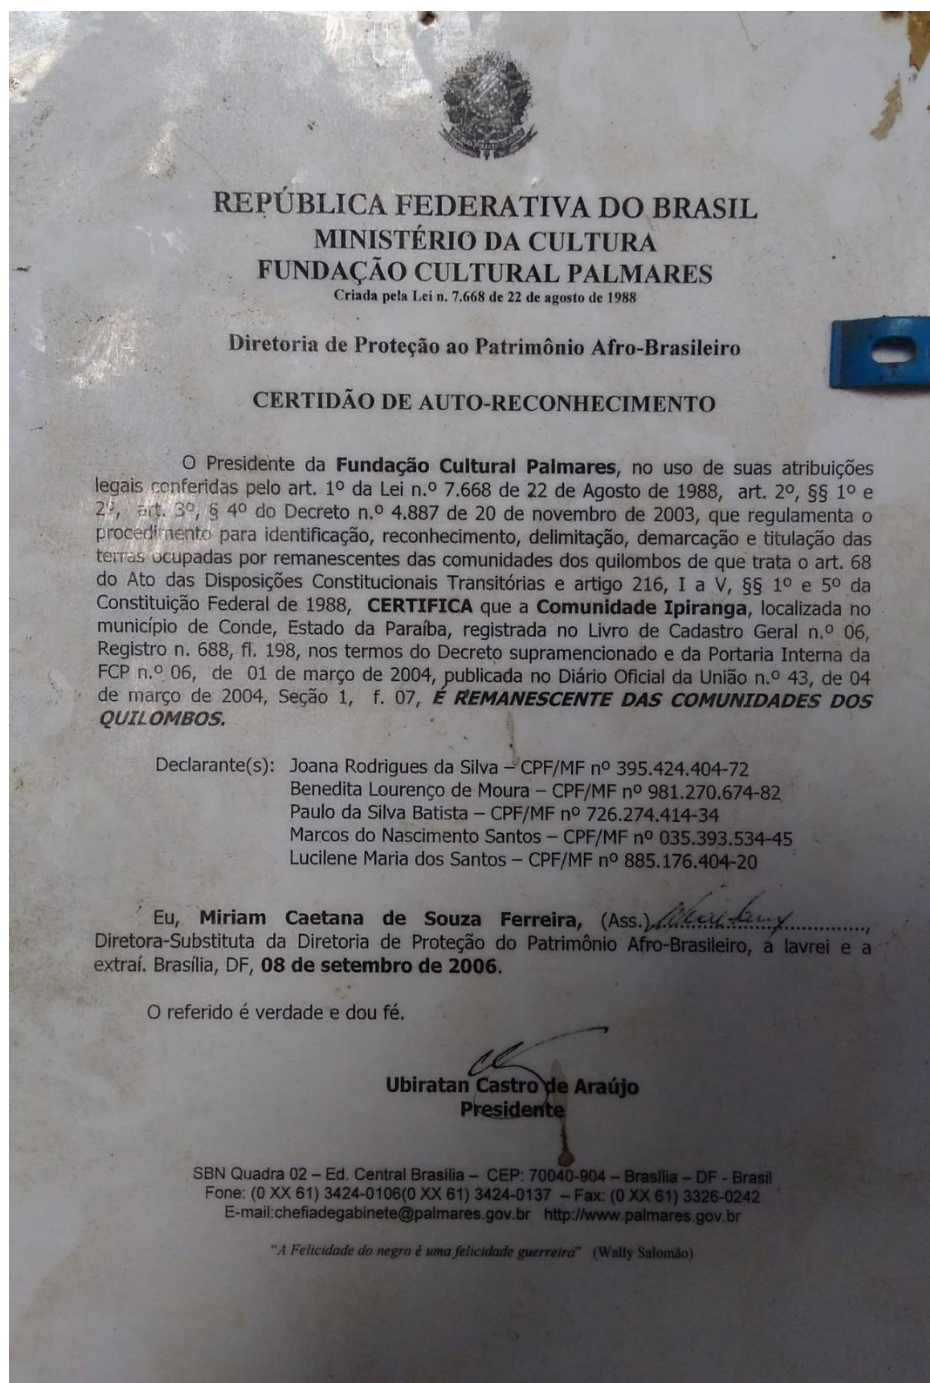 REPÚBLICA FEDERATIVA DO BRASIL
MINISTÉRIO DA CULTURA
FUNDAÇÃO CULTURAL PALMARES
Criada pela Lei n. 7.668 de 22 de agosto de 1988
Diretoria de Proteção ao Patrimônio Afro-Brasileiro
CERTIDÃO DE AUTO-RECONHECIMENTO
O Presidente da Fundação Cultural Palmares, no uso de suas atribuições
legais conferidas pelo art. 1º da Lei n.º 7.668 de 22 de Agosto de 1988, art. 2º, §§ 1º e
2º, art. 3º, § 4º do Decreto n.º 4.887 de 20 de novembro de 2003, que regulamenta o
procedimento para identificação, reconhecimento, delimitação, demarcação e titulação das
terras ocupadas por remanescentes das comunidades dos quilombos de que trata o art. 68
do Ato das Disposições Constitucionais Transitórias e artigo 216, I a V, §§ 1º e 5º da
Constituição Federal de 1988, CERTIFICA que a Comunidade Ipiranga, localizada no
município de Conde, Estado da Paraíba, registrada no Livro de Cadastro Geral n.º 06,
Registro n. 688, fl. 198, nos termos do Decreto supramencionado e da Portaria Interna da
FCP n.º 06, de 01 de março de 2004, publicada no Diário Oficial da União n.º 43, de 04
de março de 2004, Seção 1, f. 07, É REMANESCENTE DAS COMUNIDADES DOS
QUILOMBOS.
Declarante(s): Joana Rodrigues da Silva – CPF/MF nº 395.424.404-72
Benedita Lourenço de Moura – CPF/MF nº 981.270.674-82
Paulo da Silva Batista – CPF/MF nº 726.274.414-34
Marcos do Nascimento Santos – CPF/MF nº 035.393.534-45
Lucilene Maria dos Santos – CPF/MF nº 885.176.404-20
Eu, Miriam Caetana de Souza Ferreira, (Ass.)..............................,
Diretora-Substituta da Diretoria de Proteção do Patrimônio Afro-Brasileiro, a lavrei e a
extraí. Brasília, DF, 08 de setembro de 2006.
O referido é verdade e dou fé.
Ubiratan Castro de Araújo
Presidente
SBN Quadra 02 – Ed. Central Brasília – CEP: 70040-904 – Brasília – DF - Brasil
Fone: (0 XX 61) 3424-0106(0 XX 61) 3424-0137 – Fax: (0 XX 61) 3326-0242
E-mail:chefiadegabinete@palmares.gov.br http://www.palmares.gov.br
"A Felicidade do negro é uma felicidade guerreira" (Wally Salomão)